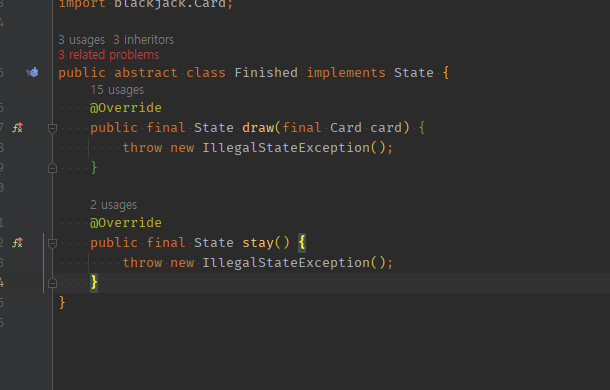 import blackjack.Card;
3 usages 3 inheritors
3 related problems
public abstract class Finished implements State {
15 usages
@Override
public final State draw(final Card card) {
throw new IllegalStateException();
}
2 usages
@Override
public final State stay() {
throw new IllegalStateException();
}
}